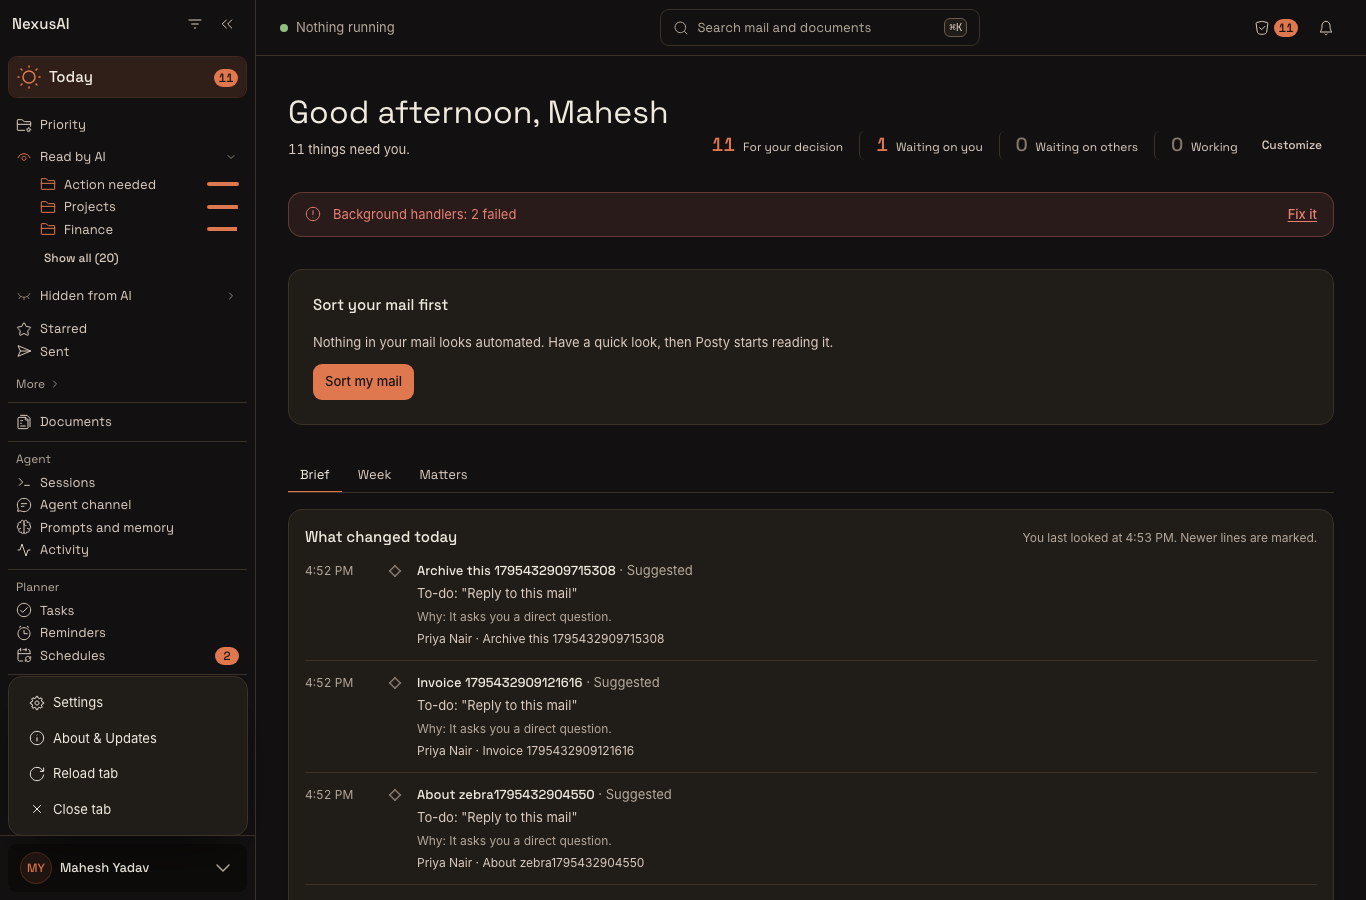 NexusAI
Nothing running
Search mail and documents
⌘K
11
Today
11
Priority
Read by AI
Action needed
Projects
Finance
Show all (20)
Hidden from AI
Starred
Sent
More
Documents
Agent
Sessions
Agent channel
Prompts and memory
Activity
Planner
Tasks
Reminders
Schedules
2
Settings
About & Updates
Reload tab
Close tab
MY
Mahesh Yadav
Good afternoon, Mahesh
11 things need you.
11 For your decision
1 Waiting on you
0 Waiting on others
0 Working
Customize
Background handlers: 2 failed
Fix it
Sort your mail first
Nothing in your mail looks automated. Have a quick look, then Posty starts reading it.
Sort my mail
Brief
Week
Matters
What changed today
You last looked at 4:53 PM. Newer lines are marked.
4:52 PM
Archive this 1795432909715308 · Suggested
To-do: "Reply to this mail"
Why: It asks you a direct question.
Priya Nair · Archive this 1795432909715308
4:52 PM
Invoice 1795432909121616 · Suggested
To-do: "Reply to this mail"
Why: It asks you a direct question.
Priya Nair · Invoice 1795432909121616
4:52 PM
About zebra1795432904550 · Suggested
To-do: "Reply to this mail"
Why: It asks you a direct question.
Priya Nair · About zebra1795432904550